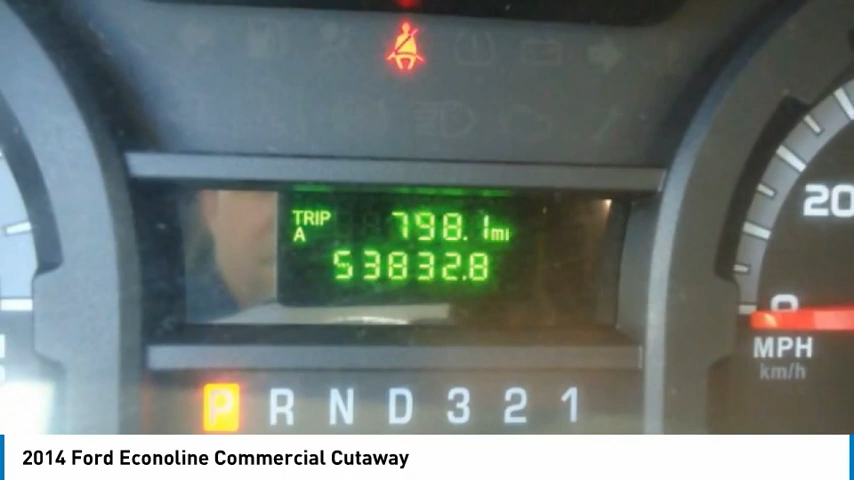 TRIP 798.1mi
A
53832.8
20
0
MPH
km/h
P R N D 3 2 1
2014 Ford Econoline Commercial Cutaway